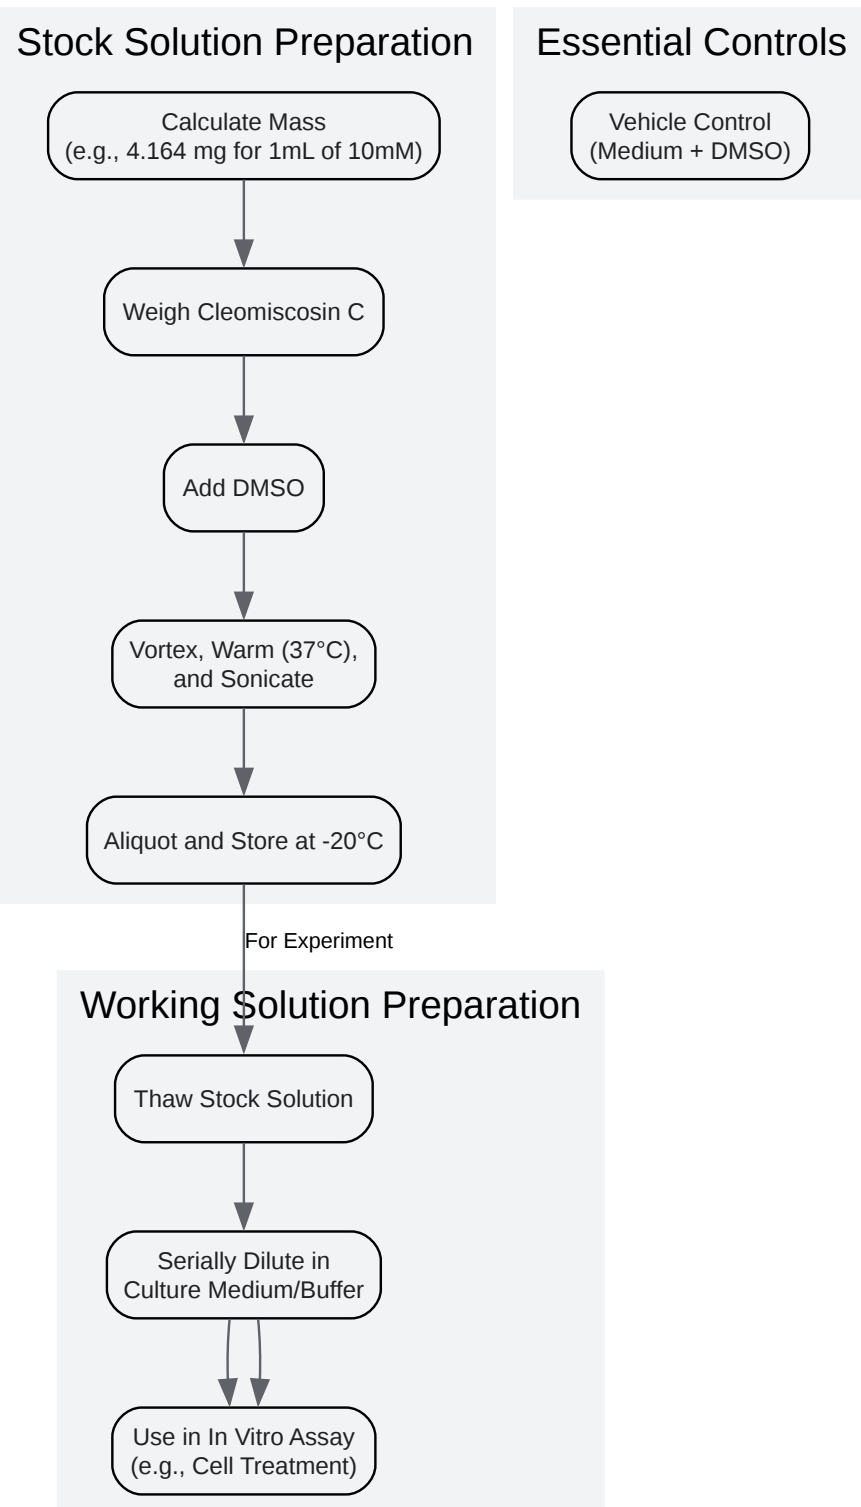 Stock Solution Preparation
Calculate Mass
(e.g., 4.164 mg for 1mL of 10mM)
Weigh Cleomiscosin C
Add DMSO
Vortex, Warm (37°C),
and Sonicate
Aliquot and Store at -20°C
Essential Controls
Vehicle Control
(Medium + DMSO)
For Experiment
Working Solution Preparation
Thaw Stock Solution
Serially Dilute in
Culture Medium/Buffer
Use in In Vitro Assay
(e.g., Cell Treatment)